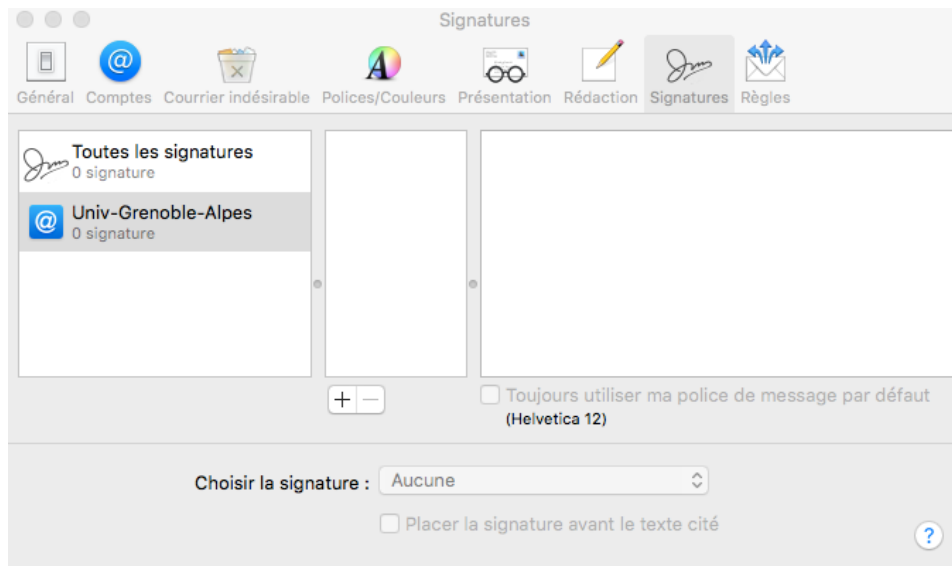 Signatures
Général Comptes Courrier indésirable Polices/Couleurs Présentation Rédaction Signatures Règles
Toutes les signatures
0 signature
Univ-Grenoble-Alpes
0 signature
+ −
Toujours utiliser ma police de message par défaut
(Helvetica 12)
Choisir la signature : Aucune
Placer la signature avant le texte cité
?